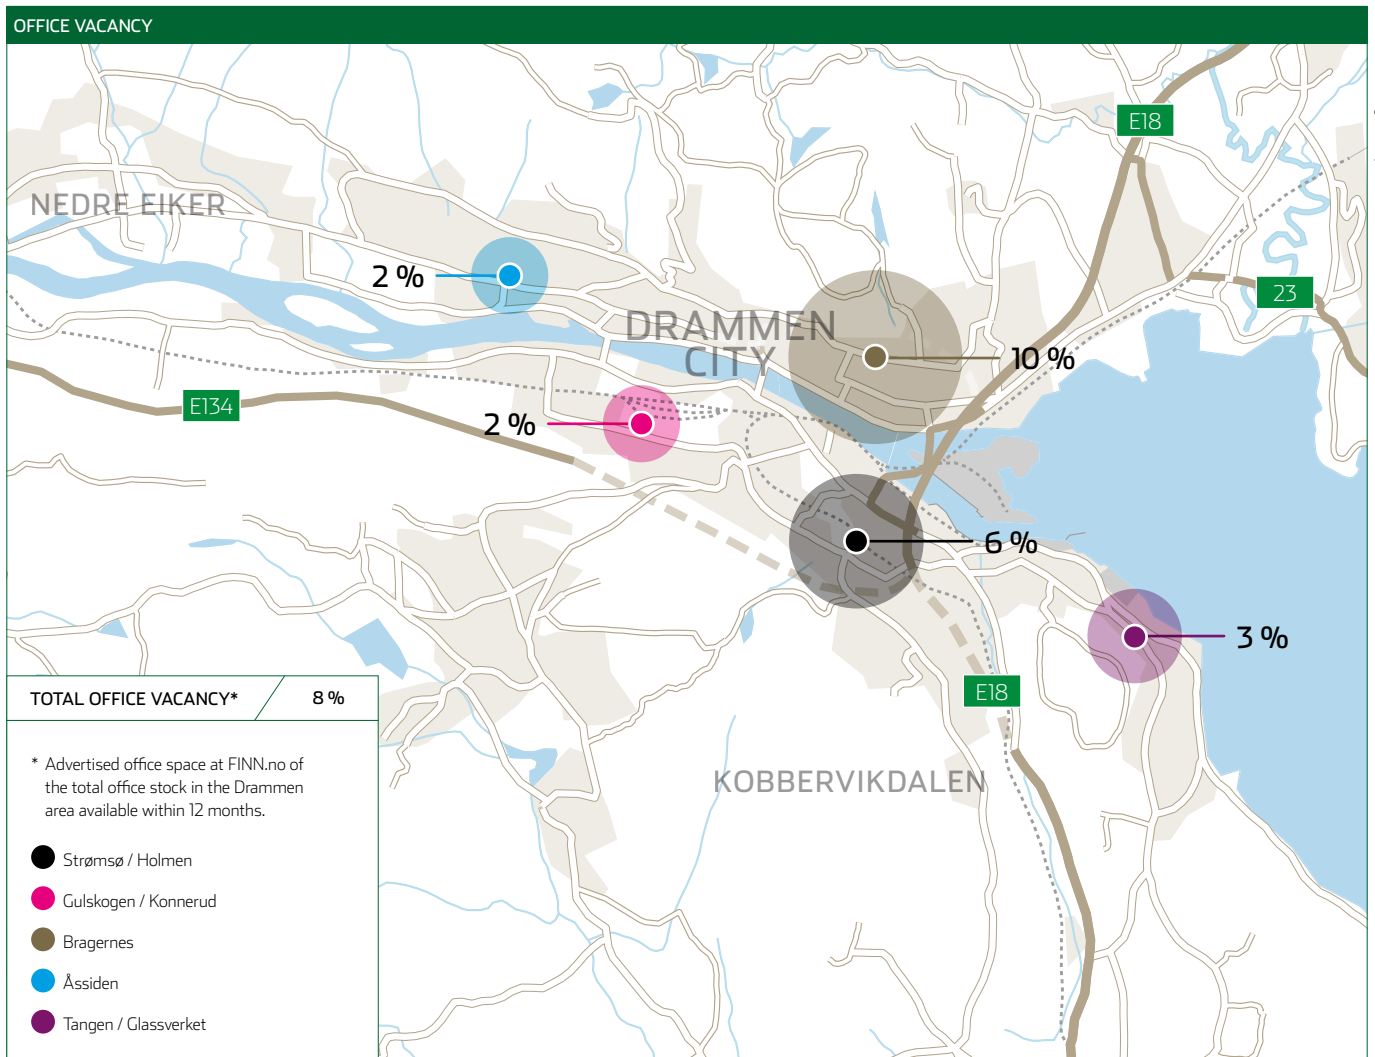 OFFICE VACANCY
E18
NEDRE EIKER
2 %
23
DRAMMEN
CITY
10 %
E134
2 %
6 %
3 %
E18
TOTAL OFFICE VACANCY* 8 %
KOBBERVIKDALEN
* Advertised office space at FINN.no of
the total office stock in the Drammen
area available within 12 months.
Strømsø / Holmen
Gulskogen / Konnerud
Bragernes
Åssiden
Tangen / Glassverket